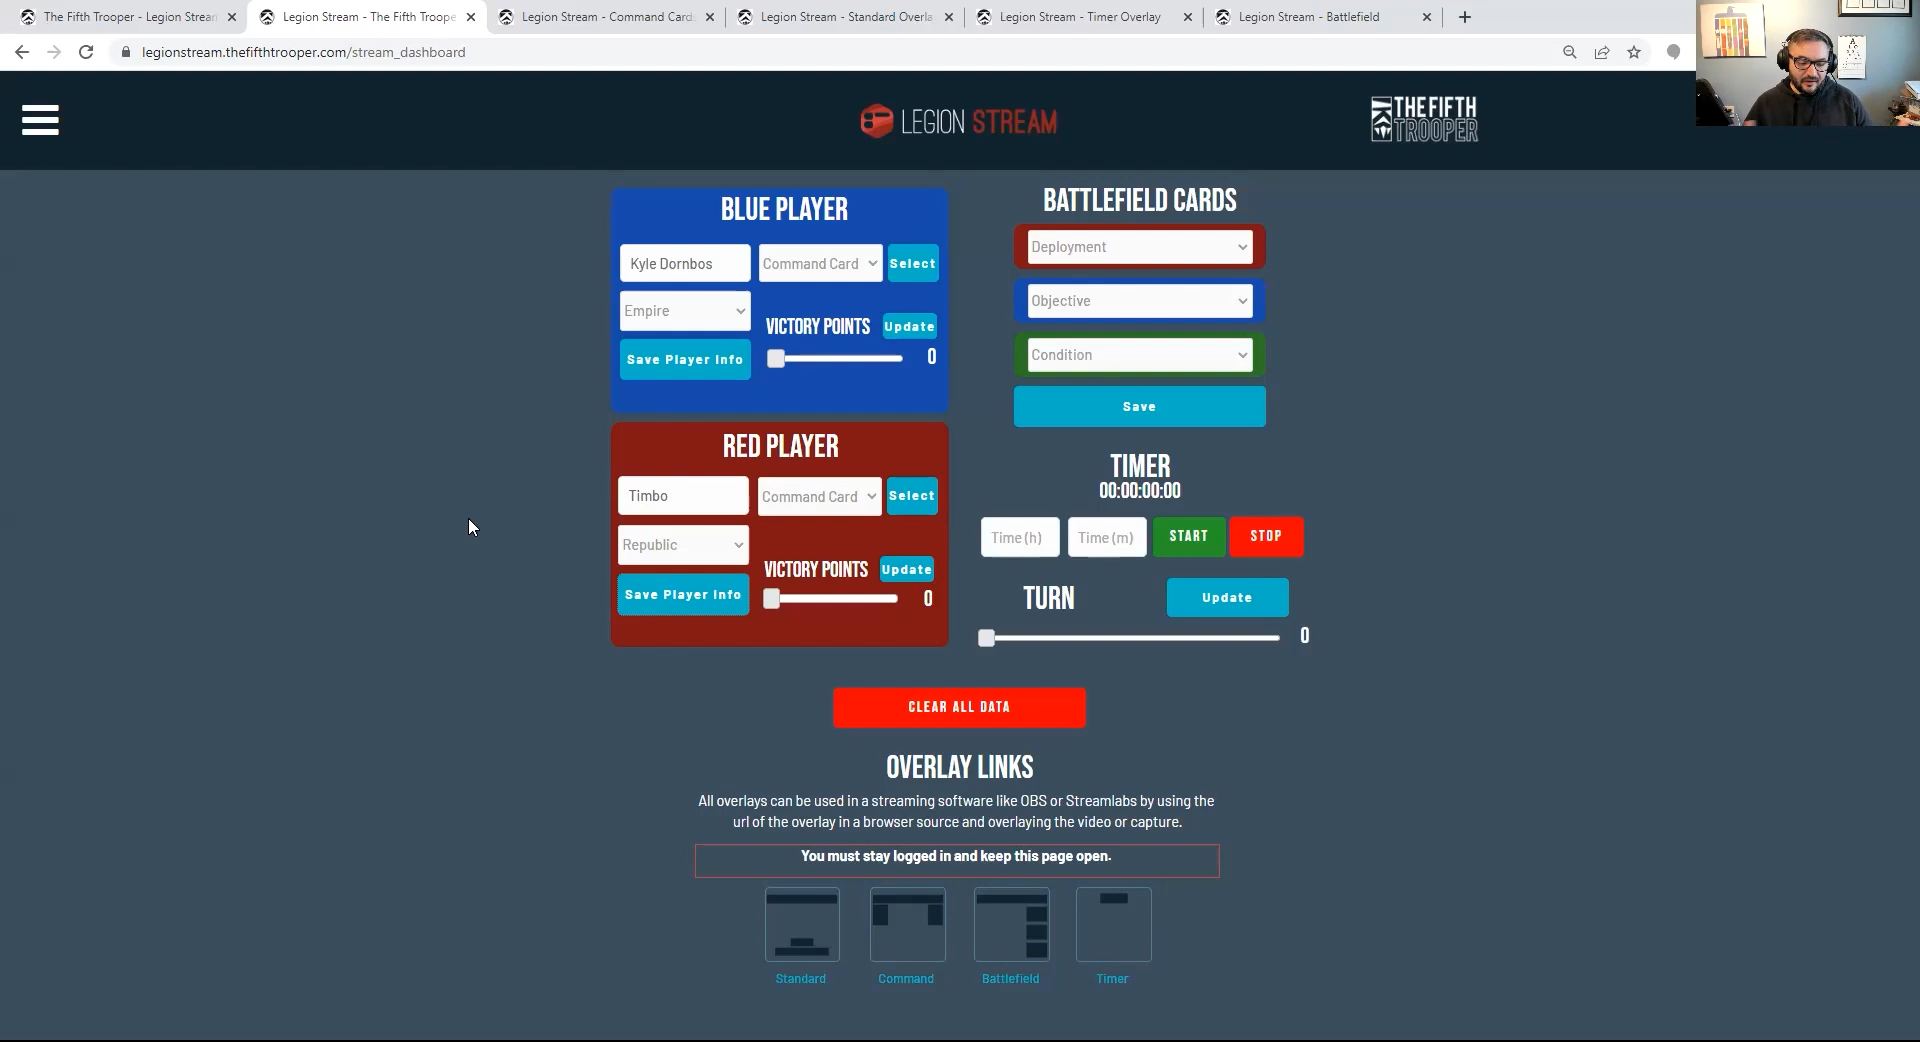 The Fifth Trooper - Legion Strean
Legion Stream - The Fifth Troope
Legion Stream - Command Cards
Legion Stream - Standard Overla
Legion Stream - Timer Overlay
Legion Stream - Battlefield
legionstream.thefifthtrooper.com/stream_dashboard
LEGION STREAM
THE FIFTH
TROOPER
BLUE PLAYER
Kyle Dornbos
Command Card
Select
Empire
VICTORY POINTS
Update
Save Player Info
0
RED PLAYER
Timbo
Command Card
Select
Republic
VICTORY POINTS
Update
Save Player Info
0
BATTLEFIELD CARDS
Deployment
Objective
Condition
Save
TIMER
00:00:00:00
Time (h)
Time (m)
START
STOP
TURN
Update
0
CLEAR ALL DATA
OVERLAY LINKS
All overlays can be used in a streaming software like OBS or Streamlabs by using the
url of the overlay in a browser source and overlaying the video or capture.
You must stay logged in and keep this page open.
Standard
Command
Battlefield
Timer